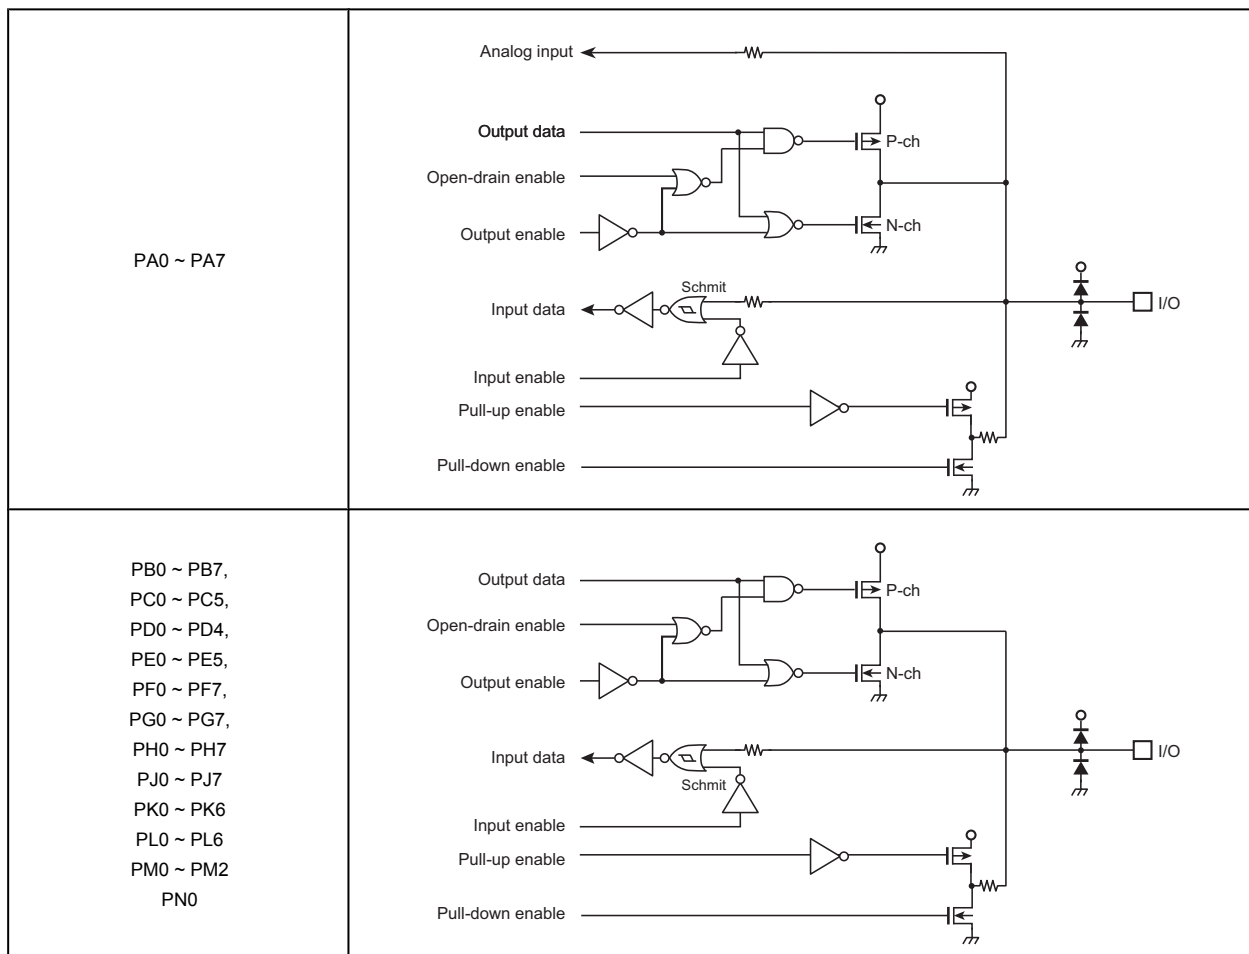 PA0 ~ PA7
Analog input
Output data
P-ch
Open-drain enable
Output enable
N-ch
Schmit
Input data
I/O
Input enable
Pull-up enable
Pull-down enable
PB0 ~ PB7,
PC0 ~ PC5,
PD0 ~ PD4,
PE0 ~ PE5,
PF0 ~ PF7,
PG0 ~ PG7,
PH0 ~ PH7
PJ0 ~ PJ7
PK0 ~ PK6
PL0 ~ PL6
PM0 ~ PM2
PN0
Output data
P-ch
Open-drain enable
Output enable
N-ch
Input data
I/O
Schmit
Input enable
Pull-up enable
Pull-down enable